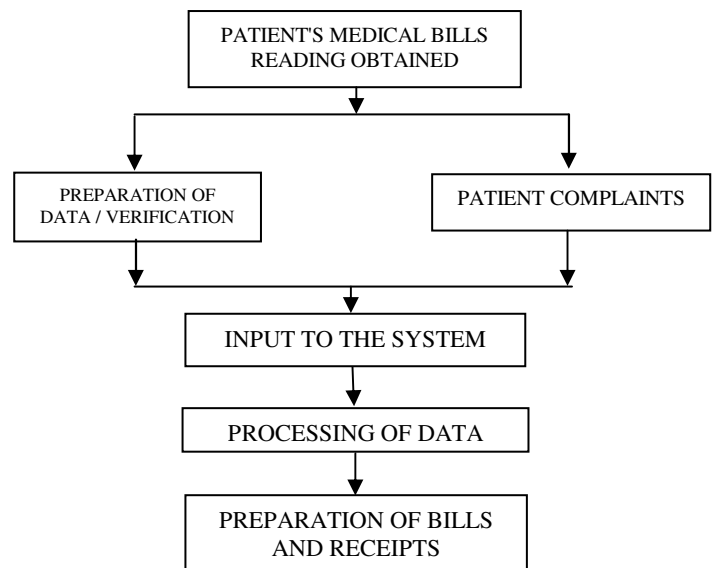 PATIENT'S MEDICAL BILLS
READING OBTAINED
PREPARATION OF
DATA / VERIFICATION
PATIENT COMPLAINTS
INPUT TO THE SYSTEM
PROCESSING OF DATA
PREPARATION OF BILLS
AND RECEIPTS